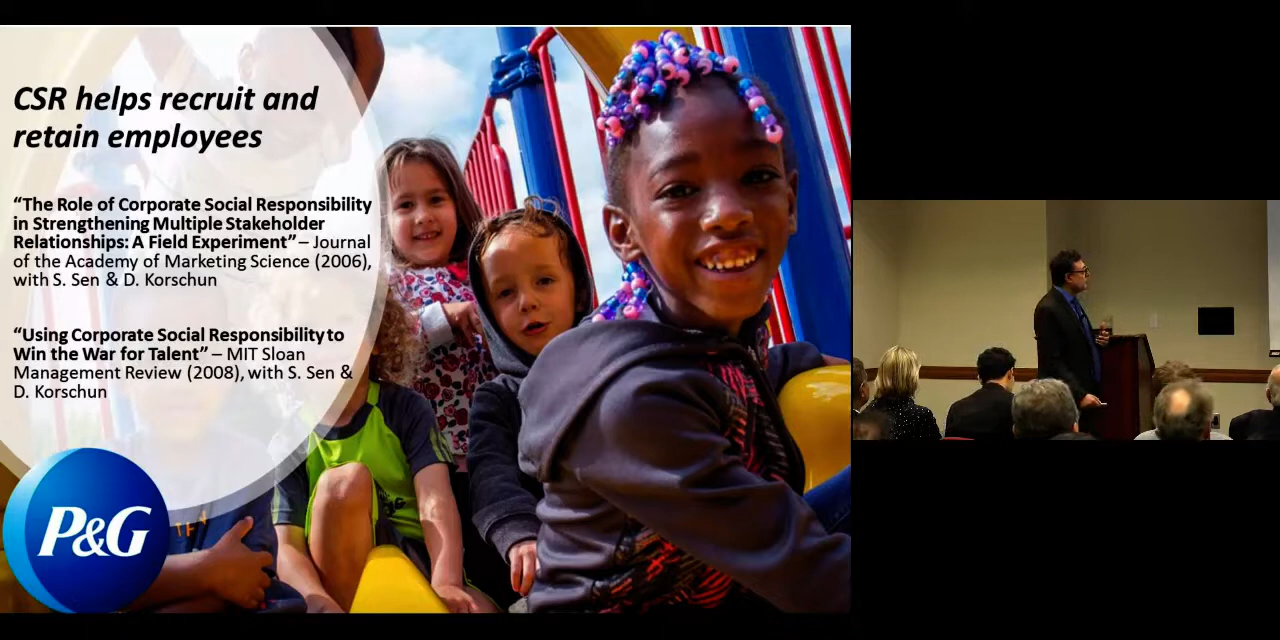 CSR helps recruit and
retain employees
“The Role of Corporate Social Responsibility
in Strengthening Multiple Stakeholder
Relationships: A Field Experiment” – Journal
of the Academy of Marketing Science (2006),
with S. Sen & D. Korschun
“Using Corporate Social Responsibility to
Win the War for Talent” – MIT Sloan
Management Review (2008), with S. Sen &
D. Korschun
P&G